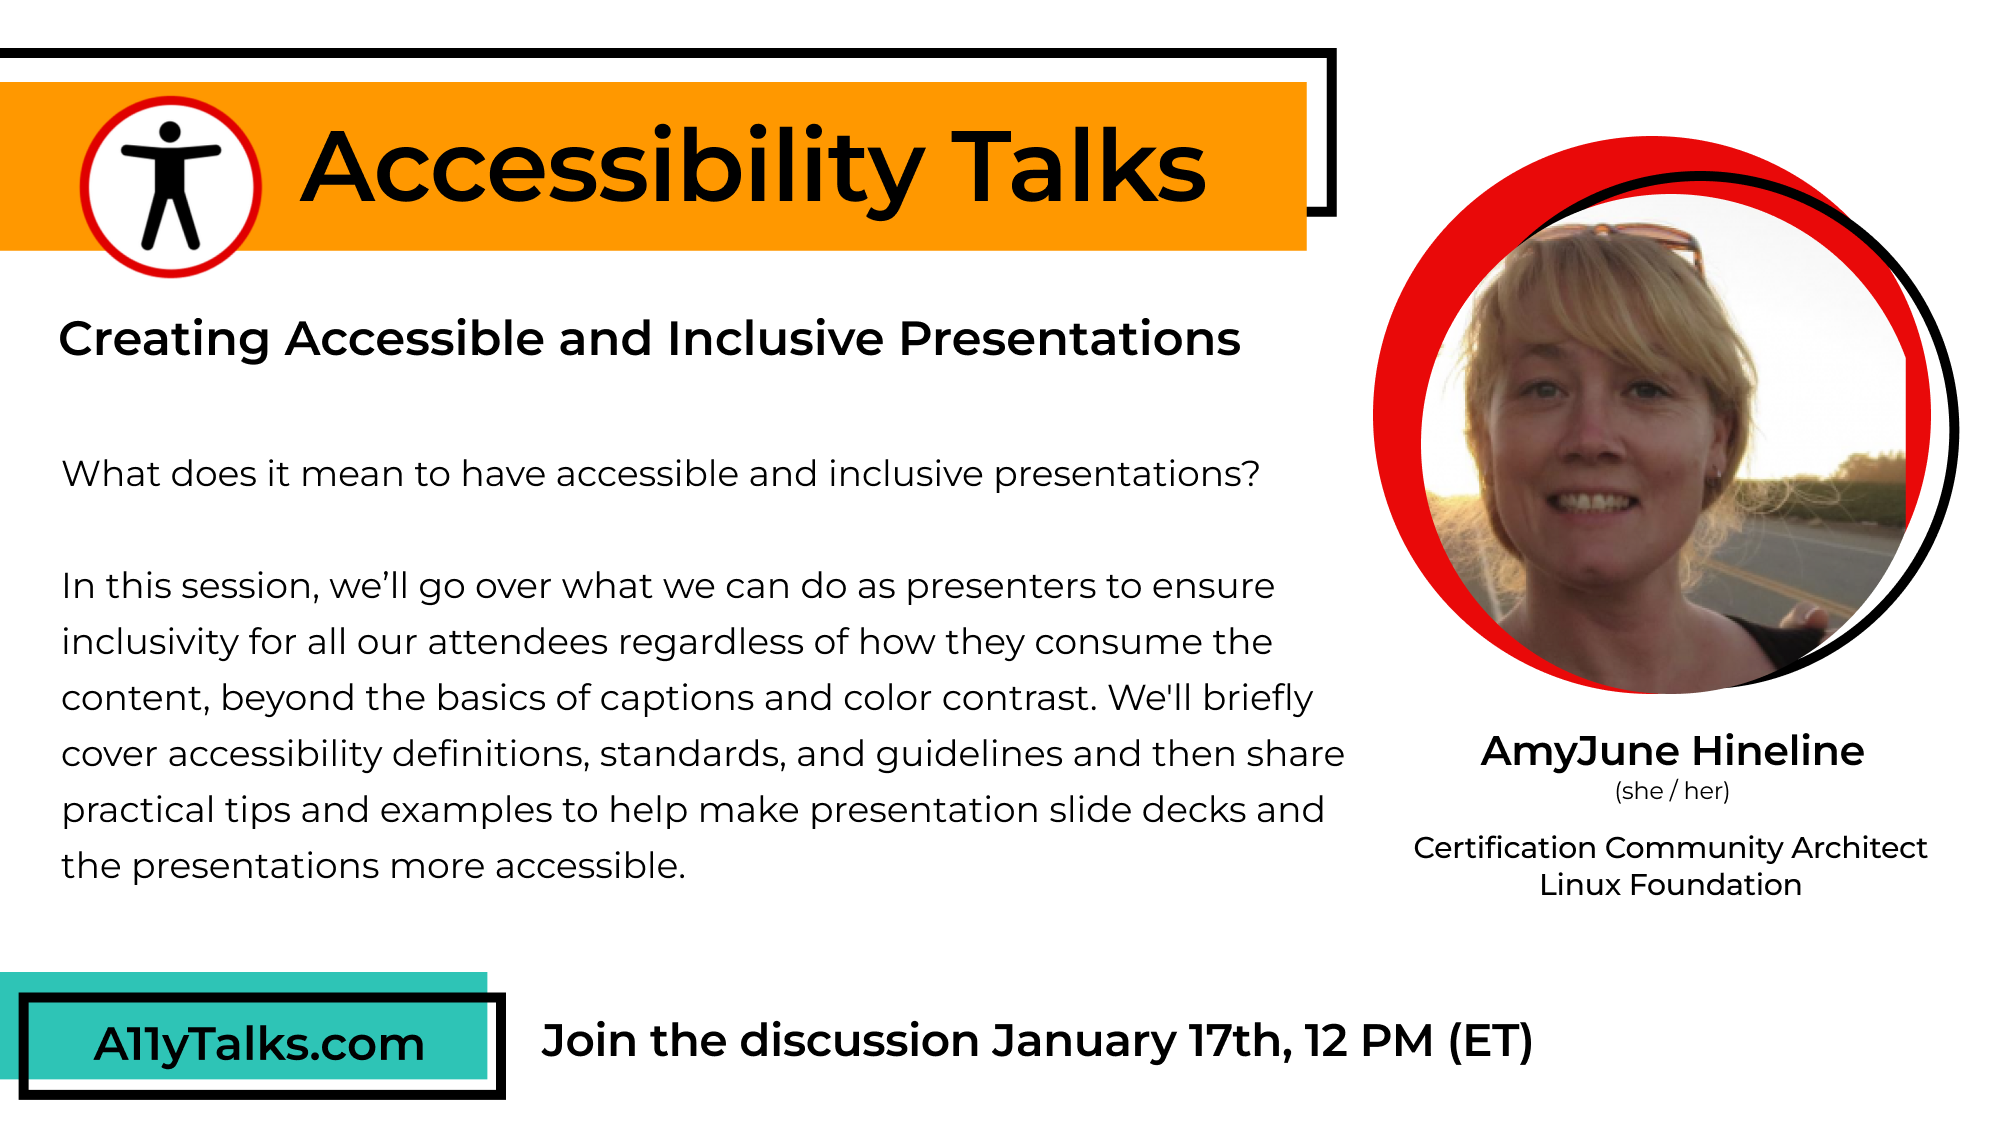 Accessibility Talks
Creating Accessible and Inclusive Presentations
What does it mean to have accessible and inclusive presentations?
In this session, we’ll go over what we can do as presenters to ensure
inclusivity for all our attendees regardless of how they consume the
content, beyond the basics of captions and color contrast. We'll briefly
cover accessibility definitions, standards, and guidelines and then share
practical tips and examples to help make presentation slide decks and
the presentations more accessible.
AmyJune Hineline
(she / her)
Certification Community Architect
Linux Foundation
A11yTalks.com
Join the discussion January 17th, 12 PM (ET)